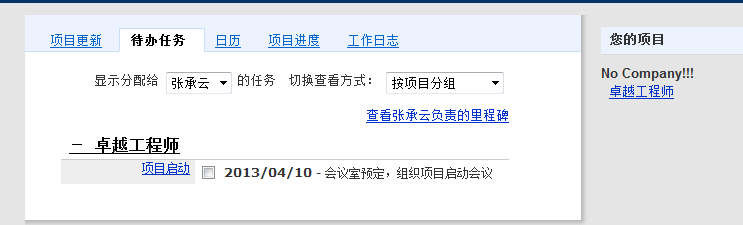 项目更新 待办任务 日历 项目进度 工作日志
显示分配给 张承云 的任务 切换查看方式： 按项目分组
查看张承云负责的里程碑
— 卓越工程师
项目启动 2013/04/10 - 会议室预定，组织项目启动会议
您的项目
No Company!!!
卓越工程师